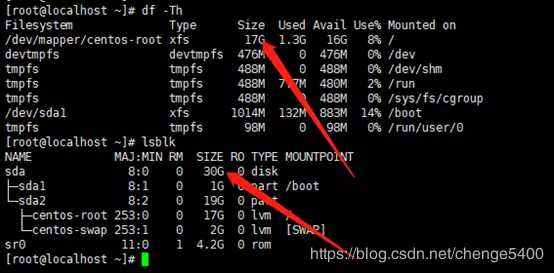 [root@localhost ~]# df -Th
Filesystem Type Size Used Avail Use% Mounted on
/dev/mapper/centos-root xfs 17G 1.3G 16G 8% /
devtmpfs devtmpfs 476M 0 476M 0% /dev
tmpfs tmpfs 488M 0 488M 0% /dev/shm
tmpfs tmpfs 488M 7.7M 480M 2% /run
tmpfs tmpfs 488M 0 488M 0% /sys/fs/cgroup
/dev/sda1 xfs 1014M 132M 883M 14% /boot
tmpfs tmpfs 98M 0 98M 0% /run/user/0
[root@localhost ~]# lsblk
NAME MAJ:MIN RM SIZE RO TYPE MOUNTPOINT
sda 8:0 0 30G 0 disk
├─sda1 8:1 0 1G 0 part /boot
└─sda2 8:2 0 19G 0 part
├─centos-root 253:0 0 17G 0 lvm /
└─centos-swap 253:1 0 2G 0 lvm [SWAP]
sr0 11:0 1 4.2G 0 rom
[root@localhost ~]#
https://blog.csdn.net/chenge5400